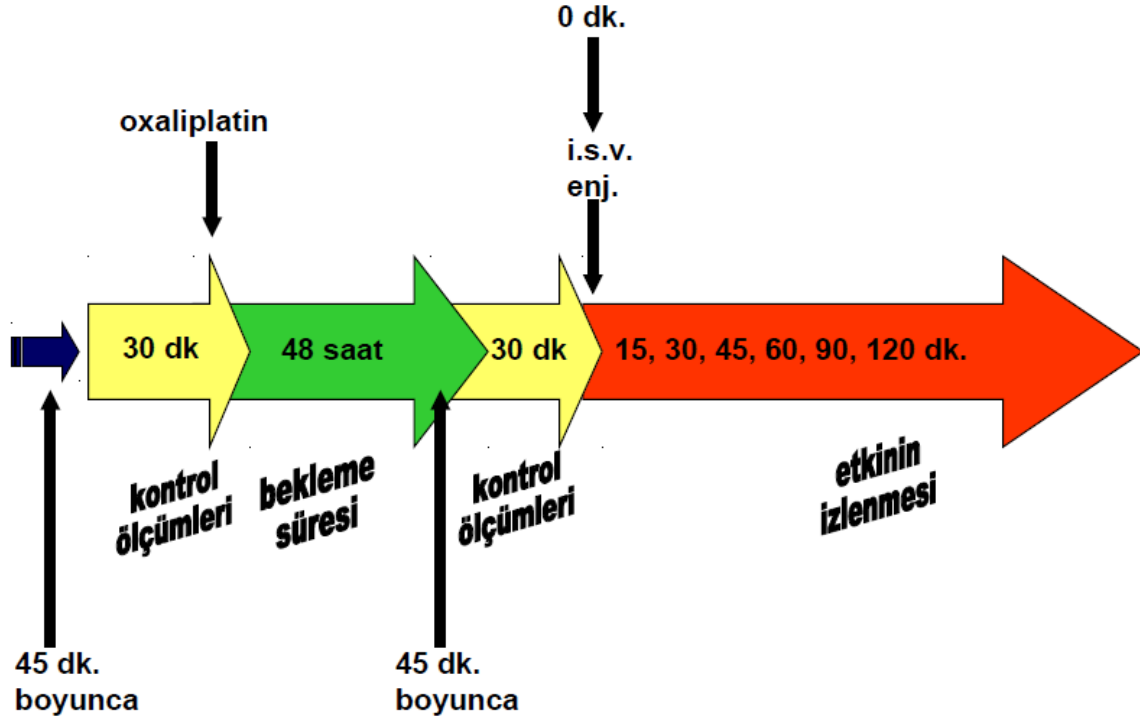 0 dk.
oxaliplatin
i.s.v.
enj.
30 dk
48 saat
30 dk
15, 30, 45, 60, 90, 120 dk.
kontrol
ölçümleri
bekleme
süresi
kontrol
ölçümleri
etkinin
izlenmesi
45 dk.
boyunca
45 dk.
boyunca